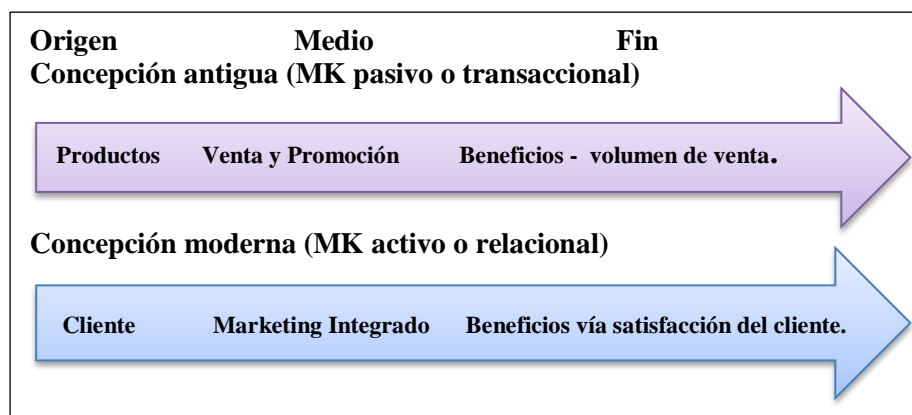 Origen Medio Fin
Concepción antigua (MK pasivo o transaccional)
Productos Venta y Promoción Beneficios - volumen de venta.
Concepción moderna (MK activo o relacional)
Cliente Marketing Integrado Beneficios vía satisfacción del cliente.